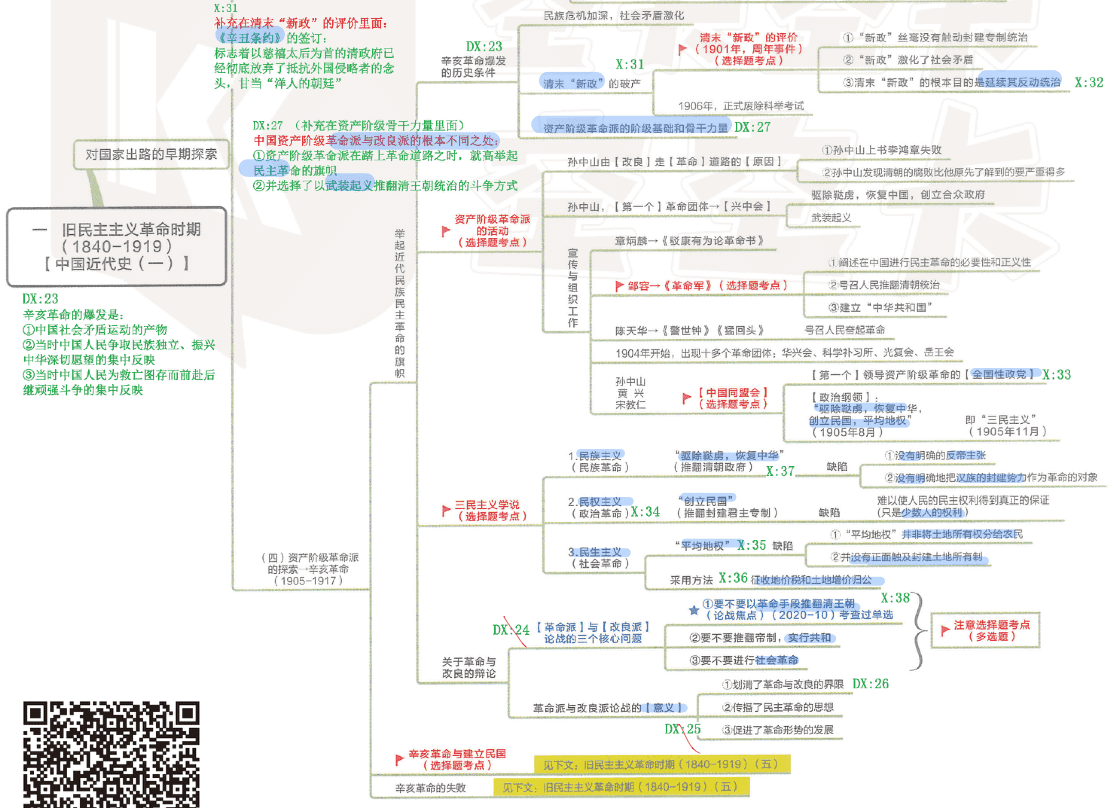 X:31
补充在清末“新政”的评价里面：
《辛丑条约》的签订：
标志着以慈禧太后为首的清政府已
经彻底放弃了抵抗外国侵略者的念
头，甘当“洋人的朝廷”
DX:27 （补充在资产阶级骨干力量里面）
中国资产阶级革命派与改良派的根本不同之处：
①资产阶级革命派在踏上革命道路之时，就高举起
民主革命的旗帜
②并选择了以武装起义推翻清王朝统治的斗争方式
对国家出路的早期探索
一 旧民主主义革命时期
（1840-1919）
【中国近代史（一）】
DX:23
辛亥革命的爆发是：
①中国社会矛盾运动的产物
②当时中国人民争取民族独立、振兴
中华深切愿望的集中反映
③当时中国人民为救亡图存而前赴后
继顽强斗争的集中反映
（四）资产阶级革命派
的探索→辛亥革命
（1905-1917）
举起近代民族民主革命的旗帜
DX:23
辛亥革命爆发
的历史条件
民族危机加深，社会矛盾激化
X:31
清末“新政”的破产
清末“新政”的评价
（1901年，周年事件）
（选择题考点）
①“新政”丝毫没有触动封建专制统治
②“新政”激化了社会矛盾
③清末“新政”的根本目的是延续其反动统治 X:32
1906年，正式废除科举考试
资产阶级革命派的阶级基础和骨干力量 DX:27
资产阶级革命派
的活动
（选择题考点）
孙中山由【改良】走【革命】道路的【原因】
①孙中山上书李鸿章失败
②孙中山发现清朝的腐败比他原先了解到的要严重得多
孙中山，【第一个】革命团体→【兴中会】
驱除鞑虏，恢复中国，创立合众政府
武装起义
宣传与组织工作
章炳麟→《驳康有为论革命书》
邹容→《革命军》（选择题考点）
①阐述在中国进行民主革命的必要性和正义性
②号召人民推翻清朝统治
③建立“中华共和国”
陈天华→《警世钟》《猛回头》 号召人民奋起革命
1904年开始，出现十多个革命团体：华兴会、科学补习所、光复会、岳王会
孙中山
黄 兴
宋教仁
【中国同盟会】
（选择题考点）
【第一个】领导资产阶级革命的【全国性政党】 X:33
【政治纲领】：
“驱除鞑虏，恢复中华，
创立民国，平均地权”
（1905年8月）
即“三民主义”
（1905年11月）
三民主义学说
（选择题考点）
1.民族主义
（民族革命）
“驱除鞑虏，恢复中华”
（推翻清朝政府） X:37
缺陷
①没有明确的反帝主张
②没有明确地把汉族的封建势力作为革命的对象
2.民权主义
（政治革命） X:34
“创立民国”
（推翻封建君主专制）
缺陷
难以使人民的民主权利得到真正的保证
（只是少数人的权利）
3.民生主义
（社会革命）
“平均地权” X:35 缺陷
①“平均地权”并非将土地所有权分给农民
②并没有正面触及封建土地所有制
采用方法 X:36 征收地价税和土地增价归公
关于革命与
改良的辩论
DX:24
【革命派】与【改良派】
论战的三个核心问题
★ ①要不要以革命手段推翻清王朝
（论战焦点）（2020-10）考查过单选
X:38
②要不要推翻帝制，实行共和
③要不要进行社会革命
注意选择题考点
（多选题）
革命派与改良派论战的【意义】
DX:25
①划清了革命与改良的界限 DX:26
②传播了民主革命的思想
③促进了革命形势的发展
辛亥革命与建立民国
（选择题考点）
见下文：旧民主主义革命时期（1840-1919）（五）
辛亥革命的失败
见下文：旧民主主义革命时期（1840-1919）（五）